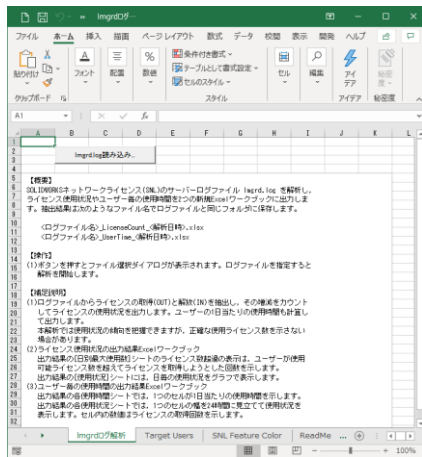 lmgrdログ…
ファイル ホーム 挿入 描画 ページ レイアウト 数式 データ 校閲 表示 開発 ヘルプ
貼り付け フォント 配置 数値 条件付き書式 テーブルとして書式設定 セルのスタイル セル 編集 アイデア 秘密度
クリップボード スタイル アイデア 秘密度
A1 fx
A B C D E F G H I J K L
lmgrd.log読み込み..
【概要】
SOLIDWORKSネットワークライセンス(SNL)のサーバーログファイル lmgrd.log を解析し、
ライセンス使用状況やユーザー毎の使用時間を2つの新規Excelワークブックに出力しま
す。抽出結果は次のようなファイル名でログファイルと同じフォルダに保存します。
<ログファイル名>_LicenseCount_<解析日時>.xlsx
<ログファイル名>_UserTime_<解析日時>.xlsx
【操作】
(1)ボタンを押すとファイル選択ダイアログが表示されます。ログファイルを指定すると
解析を開始します。
【補足説明】
(1)ログファイルからライセンスの取得(OUT)と解放(IN)を抽出し、その増減をカウント
してライセンスの使用状況を出力します。ユーザーの1日当たりの使用時間も計算し
て出力します。
本解析では使用状況の傾向を把握できますが、正確な使用ライセンス数を示さない
場合があります。
(2)ライセンス使用状況の出力結果Excelワークブック
出力結果の[日別最大使用数]シートのライセンス数超過の表示は、ユーザーが使用
可能ライセンス数を超えてライセンスを取得しようとした回数を示します。
出力結果の[使用状況]シートには、日毎の使用状況をグラフで表示します。
(3)ユーザー毎の使用時間の出力結果Excelワークブック
出力結果の各使用時間シートでは、1つのセルが1日当たりの使用時間を示します。
出力結果の各使用状況シートでは、1つのセルの幅を24時間に見立てて使用状況を
表示します。セル内の数値はライセンスの取得回数を示します。
lmgrdログ解析 Target Users SNL Feature Color ReadMe ...
100%